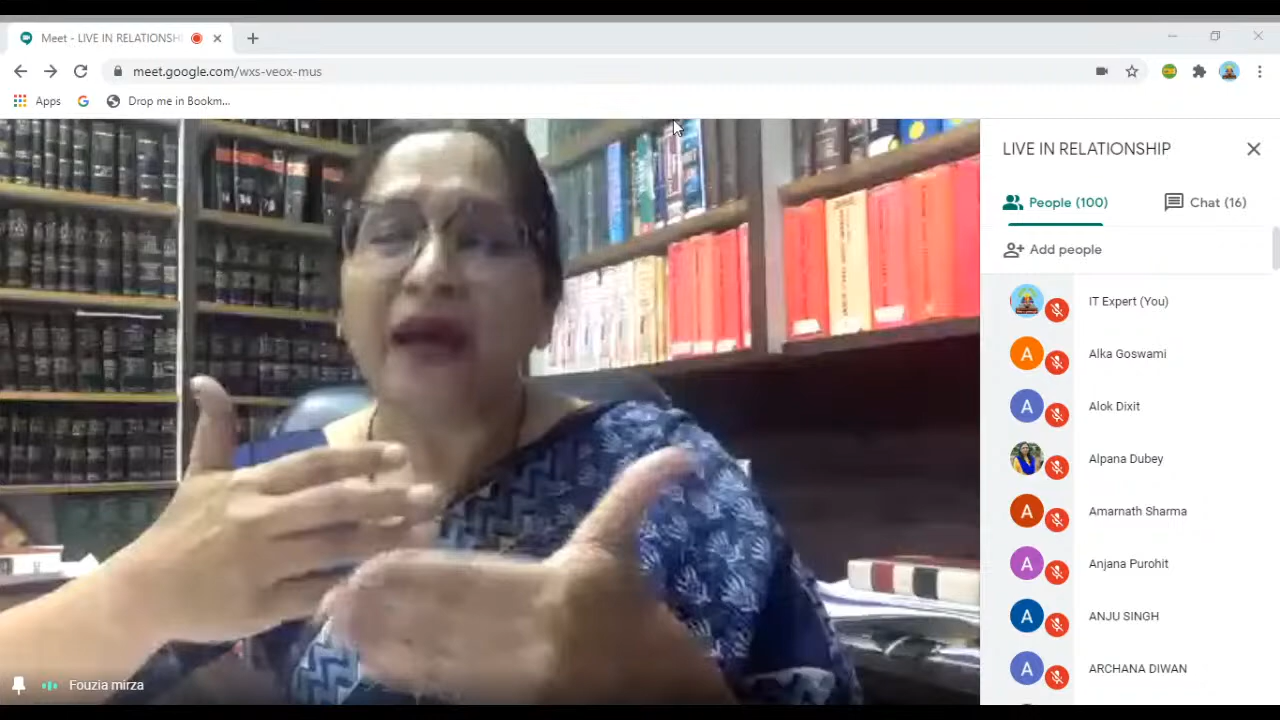 Meet - LIVE IN RELATIONSH
meet.google.com/wxs-veox-mus
Apps
Drop me in Bookm...
LIVE IN RELATIONSHIP
People (100)
Chat (16)
Add people
IT Expert (You)
A Alka Goswami
A Alok Dixit
Alpana Dubey
A Amarnath Sharma
A Anjana Purohit
A ANJU SINGH
A ARCHANA DIWAN
Fouzia mirza